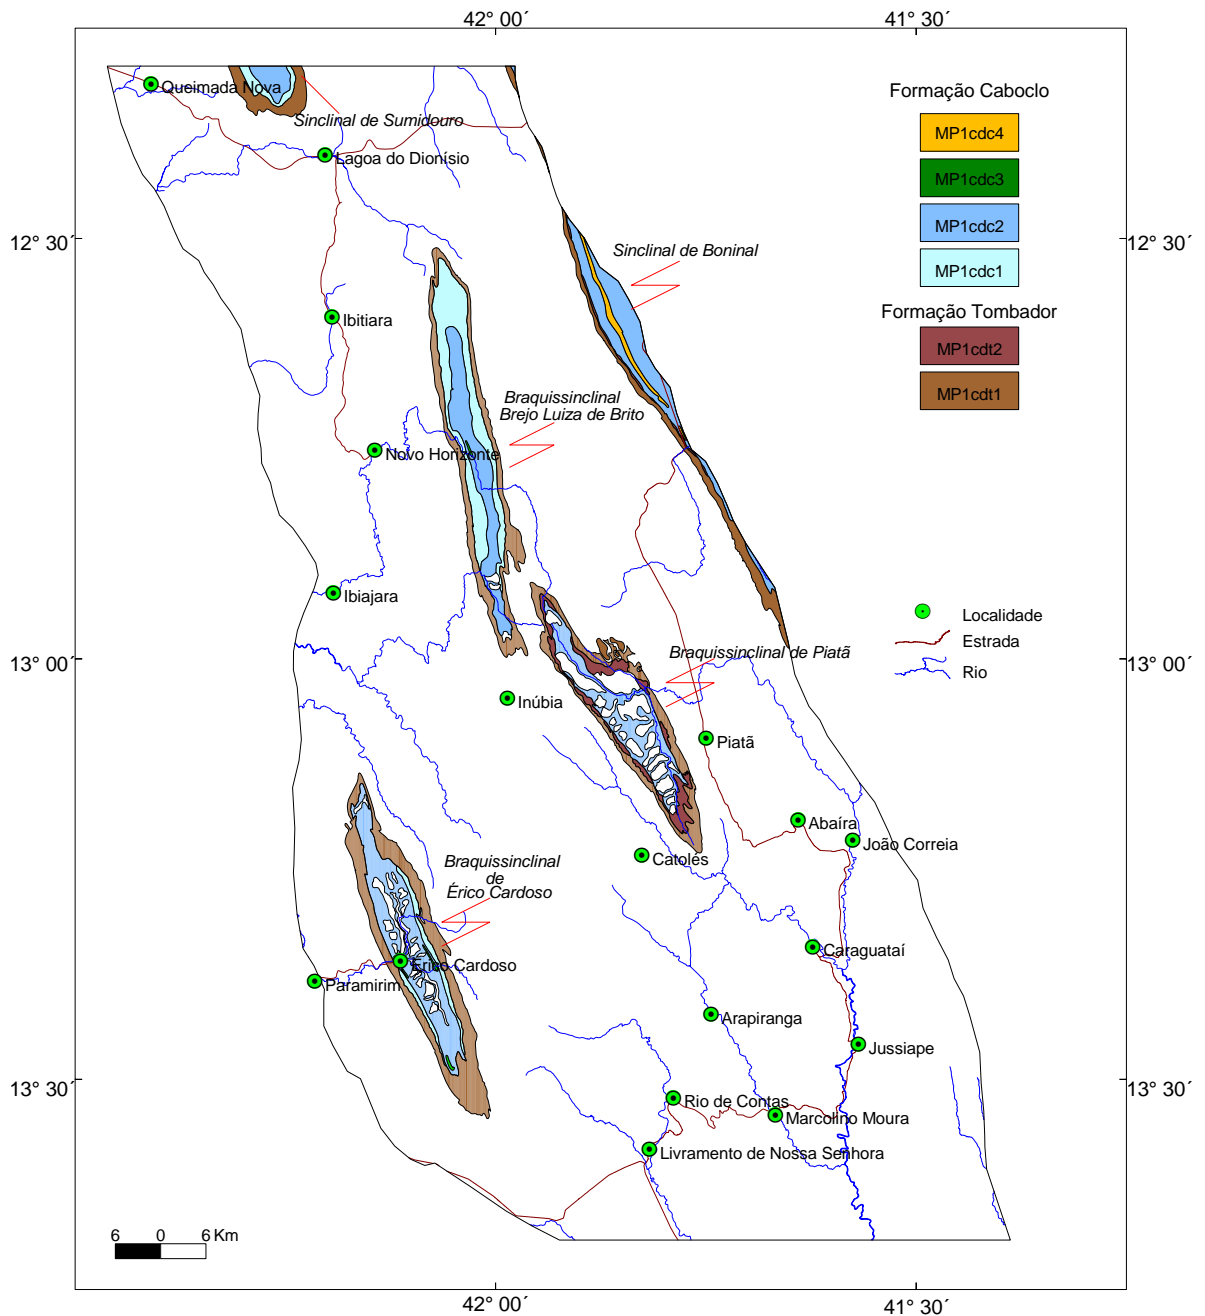 42° 00´
41° 30´
Queimada Nova
Sinclinal de Sumidouro
Lagoa do Dionísio
Formação Caboclo
MP1cdc4
MP1cdc3
MP1cdc2
MP1cdc1
Formação Tombador
MP1cdt2
MP1cdt1
12° 30´
12° 30´
Sinclinal de Boninal
Ibitiara
Braquissinclinal
Brejo Luiza de Brito
Novo Horizonte
Ibiajara
Localidade
Estrada
Rio
13° 00´
13° 00´
Braquissinclinal de Piatã
Inúbia
Piatã
Abaíra
João Correia
Catolés
Braquissinclinal
de
Érico Cardoso
Caraguataí
Érico Cardoso
Paramirim
Arapiranga
Jussiape
13° 30´
13° 30´
Rio de Contas
Marcolino Moura
Livramento de Nossa Senhora
6 0 6 Km
42° 00´
41° 30´